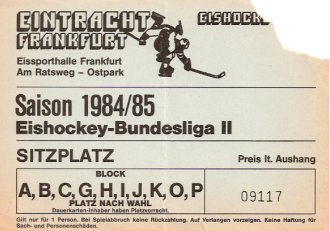 EINTRACHT EISHOCKE
FRANKFURT
Eissporthalle Frankfurt
Am Ratsweg - Ostpark
Saison 1984/85
Eishockey-Bundesliga II
SITZPLATZ Preis lt. Aushang
BLOCK
A, B, C, G, H, I, J, K, O, P
PLATZ NACH WAHL
Dauerkarten-Inhaber haben Platzvorrecht.
09117
Gilt nur für 1 Person. Bei Spielabbruch keine Rückzahlung. Auf Verlangen vorzeigen. Keine Haftung für
Sach- und Personenschäden.